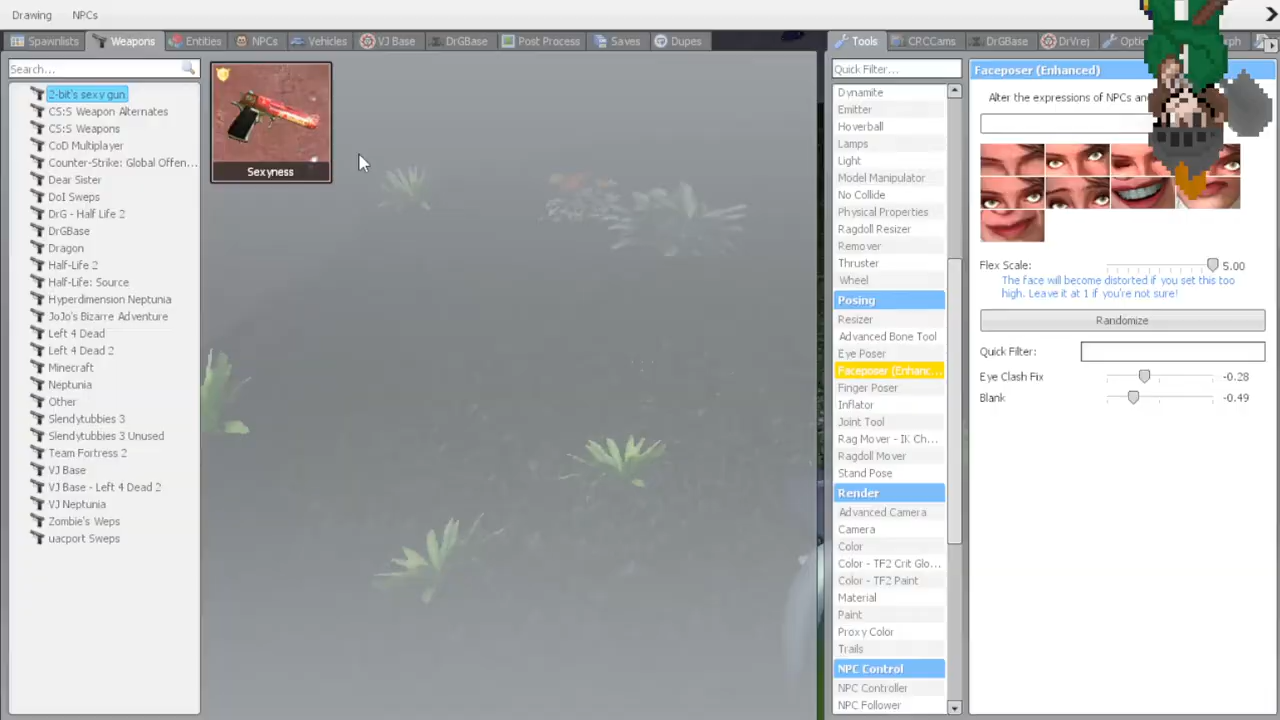 Drawing NPCs
Spawnlists Weapons Entities NPCs Vehicles VJ Base DrGBase Post Process Saves Dupes
Search...
2-bit's sexy gun
CS:S Weapon Alternates
CS:S Weapons
CoD Multiplayer
Counter-Strike: Global Offen...
Dear Sister
DoI Sweps
DrG - Half Life 2
DrGBase
Dragon
Half-Life 2
Half-Life: Source
Hyperdimension Neptunia
JoJo's Bizarre Adventure
Left 4 Dead
Left 4 Dead 2
Minecraft
Neptunia
Other
Slendytubbies 3
Slendytubbies 3 Unused
Team Fortress 2
VJ Base
VJ Base - Left 4 Dead 2
VJ Neptunia
Zombie's Weps
uacport Sweps
Sexyness
Tools CRCCams DrGBase DrVrej
Quick Filter...
Dynamite
Emitter
Hoverball
Lamps
Light
Model Manipulator
No Collide
Physical Properties
Ragdoll Resizer
Remover
Thruster
Wheel
Posing
Resizer
Advanced Bone Tool
Eye Poser
Faceposer (Enhanc...
Finger Poser
Inflator
Joint Tool
Rag Mover - IK Ch...
Ragdoll Mover
Stand Pose
Render
Advanced Camera
Camera
Color
Color - TF2 Crit Glo...
Color - TF2 Paint
Material
Paint
Proxy Color
Trails
NPC Control
NPC Controller
NPC Follower
Faceposer (Enhanced)
Alter the expressions of NPCs
Flex Scale: 5.00
The face will become distorted if you set this too
high. Leave it at 1 if you're not sure!
Randomize
Quick Filter:
Eye Clash Fix -0.28
Blank -0.49